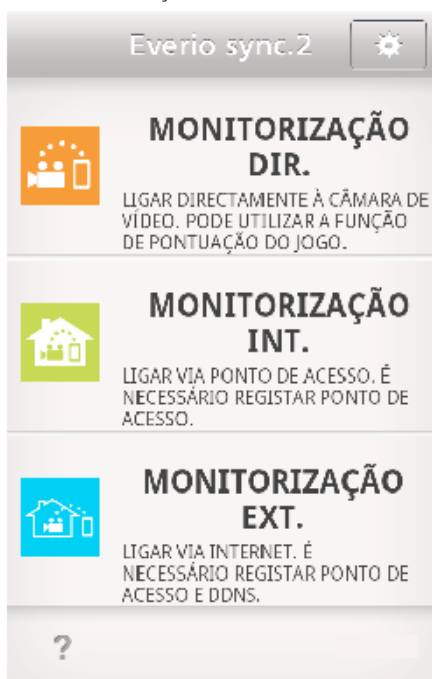 Everio sync.2
MONITORIZAÇÃO
DIR.
LIGAR DIRECTAMENTE À CÂMARA DE
VÍDEO. PODE UTILIZAR A FUNÇÃO
DE PONTUAÇÃO DO JOGO.
MONITORIZAÇÃO
INT.
LIGAR VIA PONTO DE ACESSO. É
NECESSÁRIO REGISTAR PONTO DE
ACESSO.
MONITORIZAÇÃO
EXT.
LIGAR VIA INTERNET. É
NECESSÁRIO REGISTAR PONTO DE
ACESSO E DDNS.
?